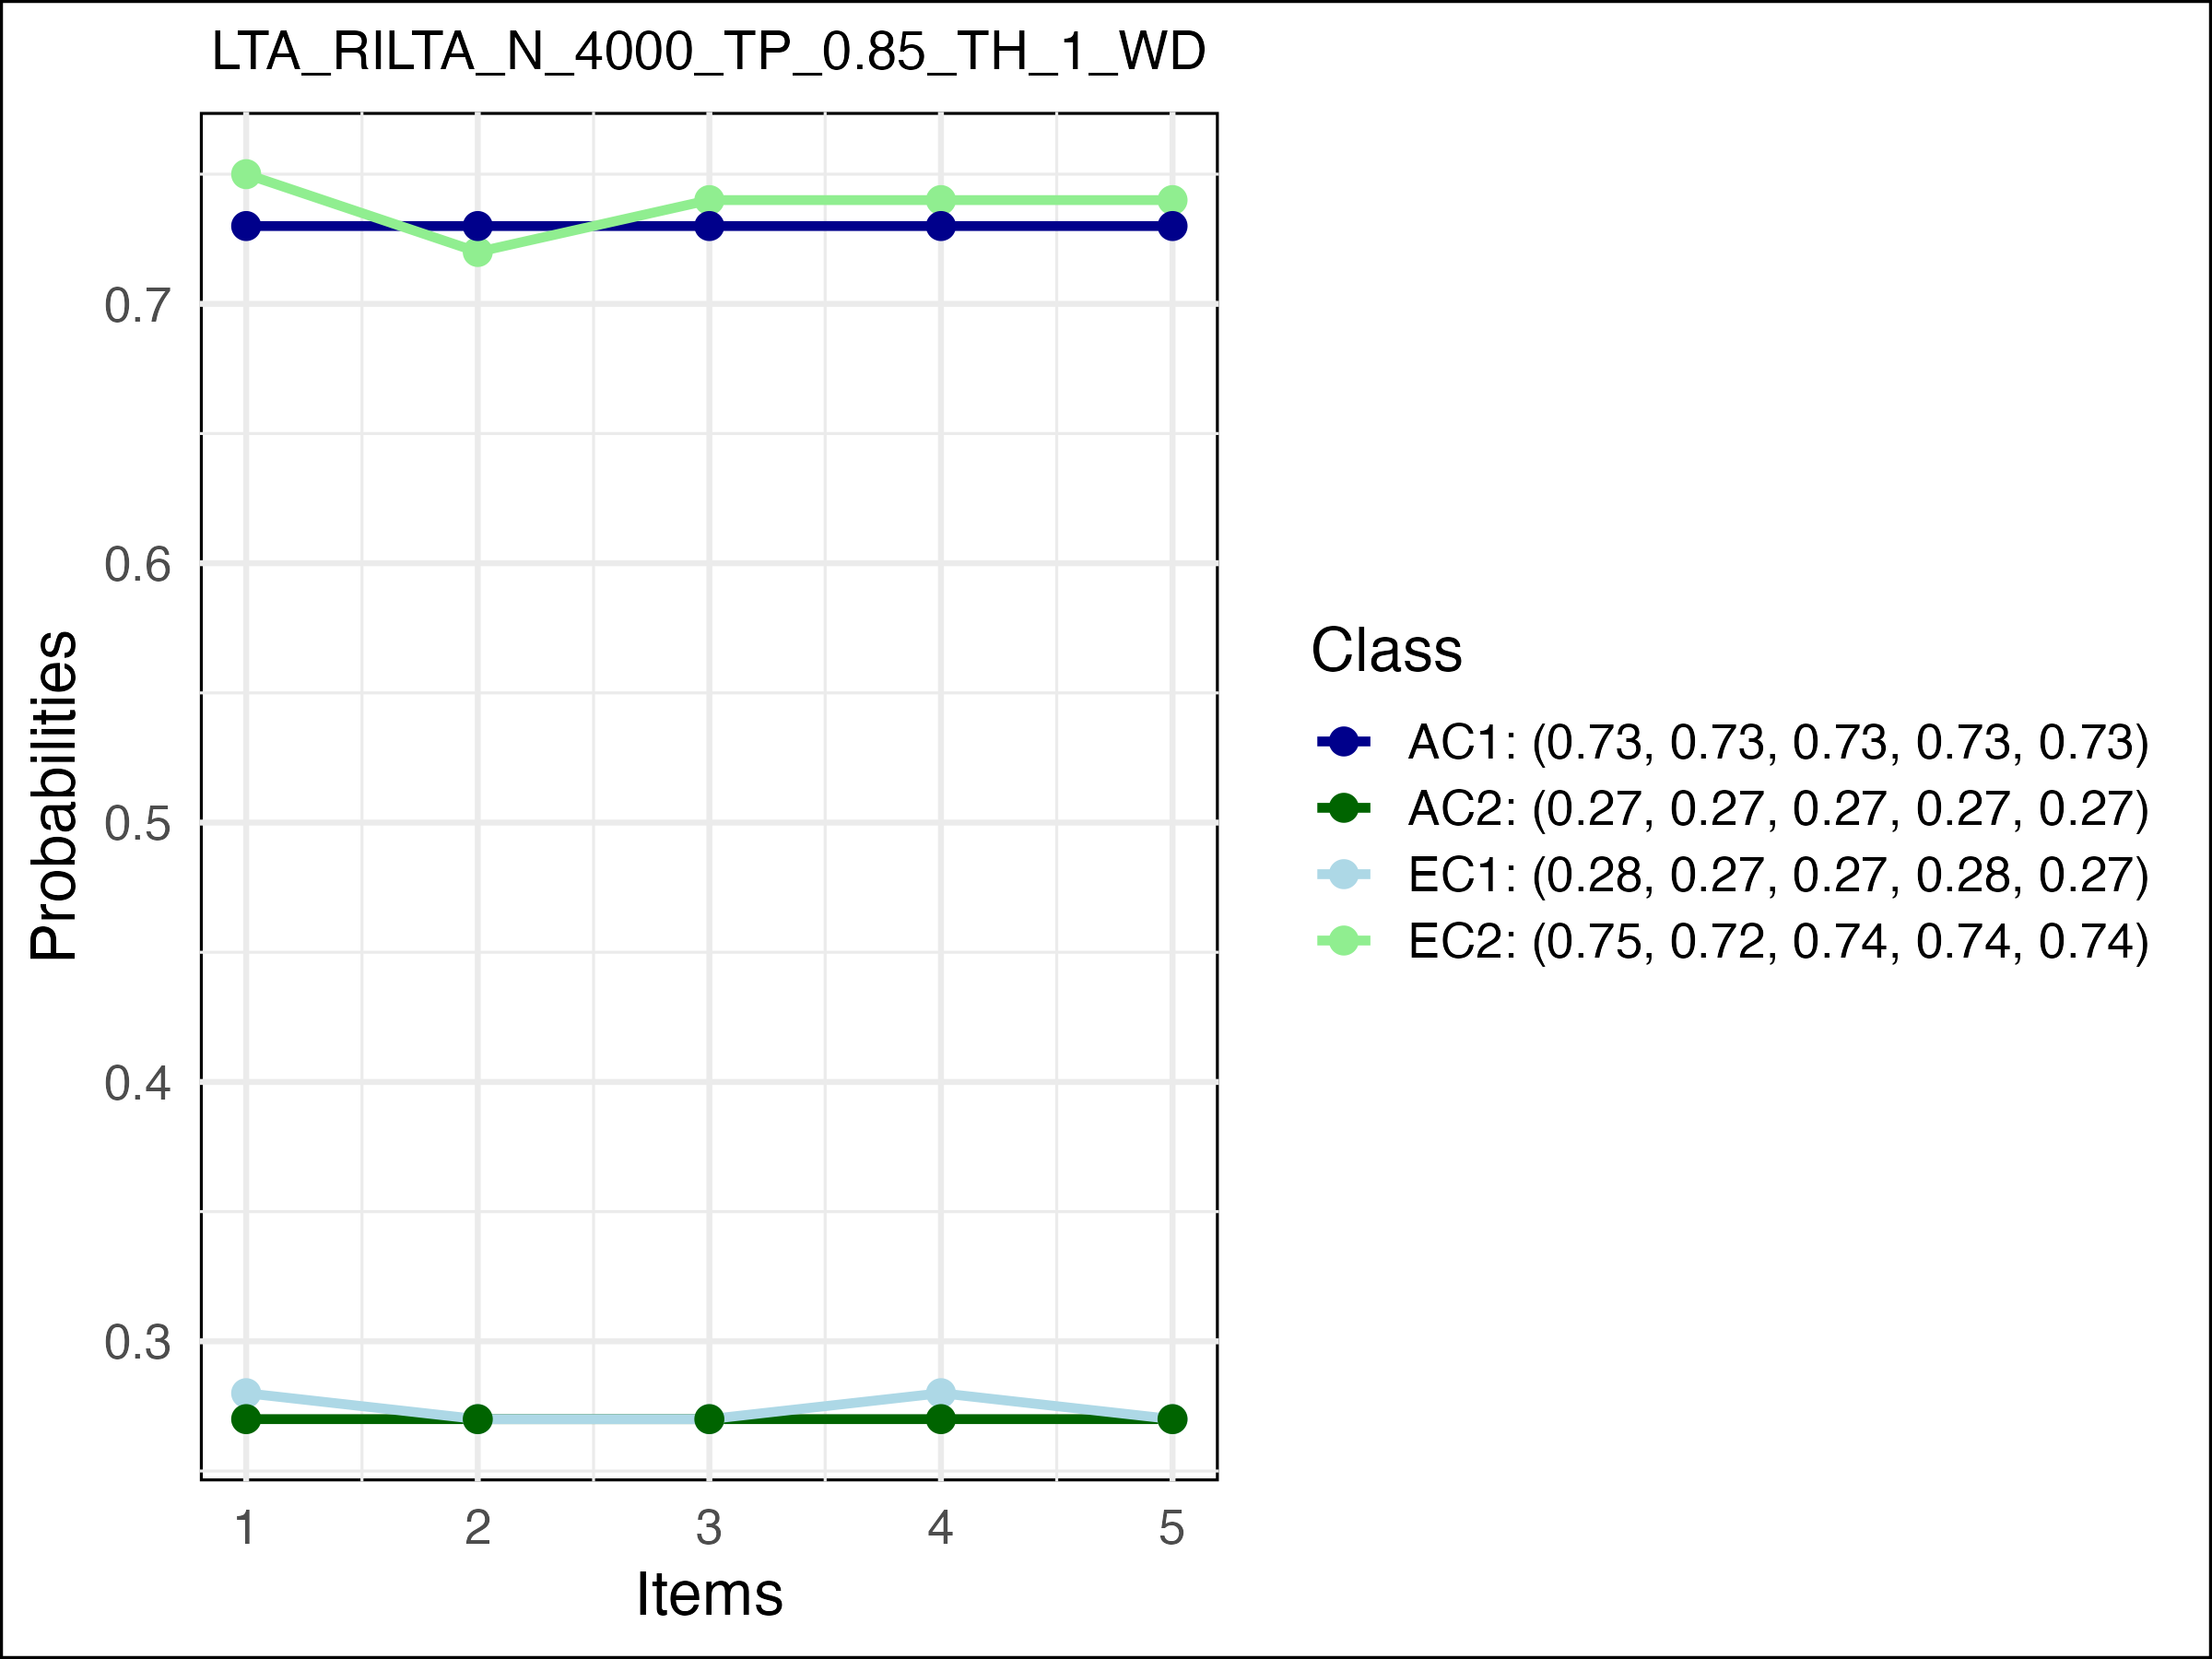 LTA_RILTA_N_4000_TP_0.85_TH_1_WD
Probabilities
0.7
0.6
0.5
0.4
0.3
1 2 3 4 5
Items
Class
AC1: (0.73, 0.73, 0.73, 0.73, 0.73)
AC2: (0.27, 0.27, 0.27, 0.27, 0.27)
EC1: (0.28, 0.27, 0.27, 0.28, 0.27)
EC2: (0.75, 0.72, 0.74, 0.74, 0.74)